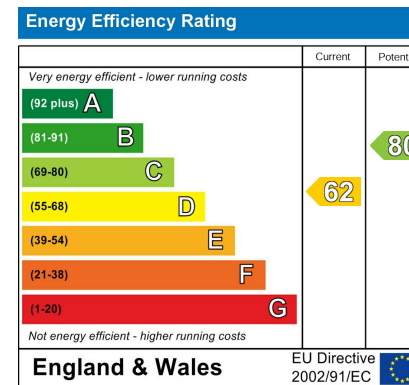 Energy Efficiency Rating
Current
Potent
Very energy efficient - lower running costs
(92 plus) A
(81-91) B
80
(69-80) C
(55-68) D
62
(39-54) E
(21-38) F
(1-20) G
Not energy efficient - higher running costs
England & Wales
EU Directive
2002/91/EC